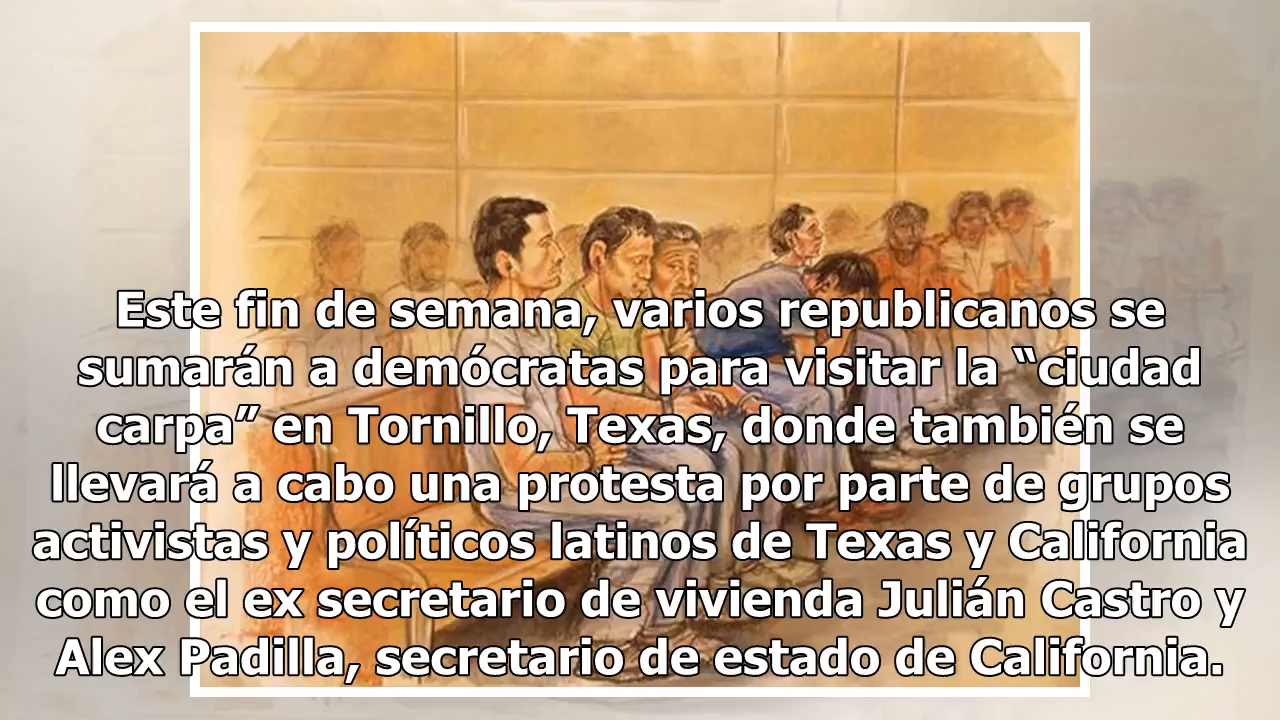 Este fin de semana, varios republicanos se
sumarán a demócratas para visitar la “ciudad
carpa” en Tornillo, Texas, donde también se
llevará a cabo una protesta por parte de grupos
activistas y políticos latinos de Texas y California
como el ex secretario de vivienda Julián Castro y
Alex Padilla, secretario de estado de California.